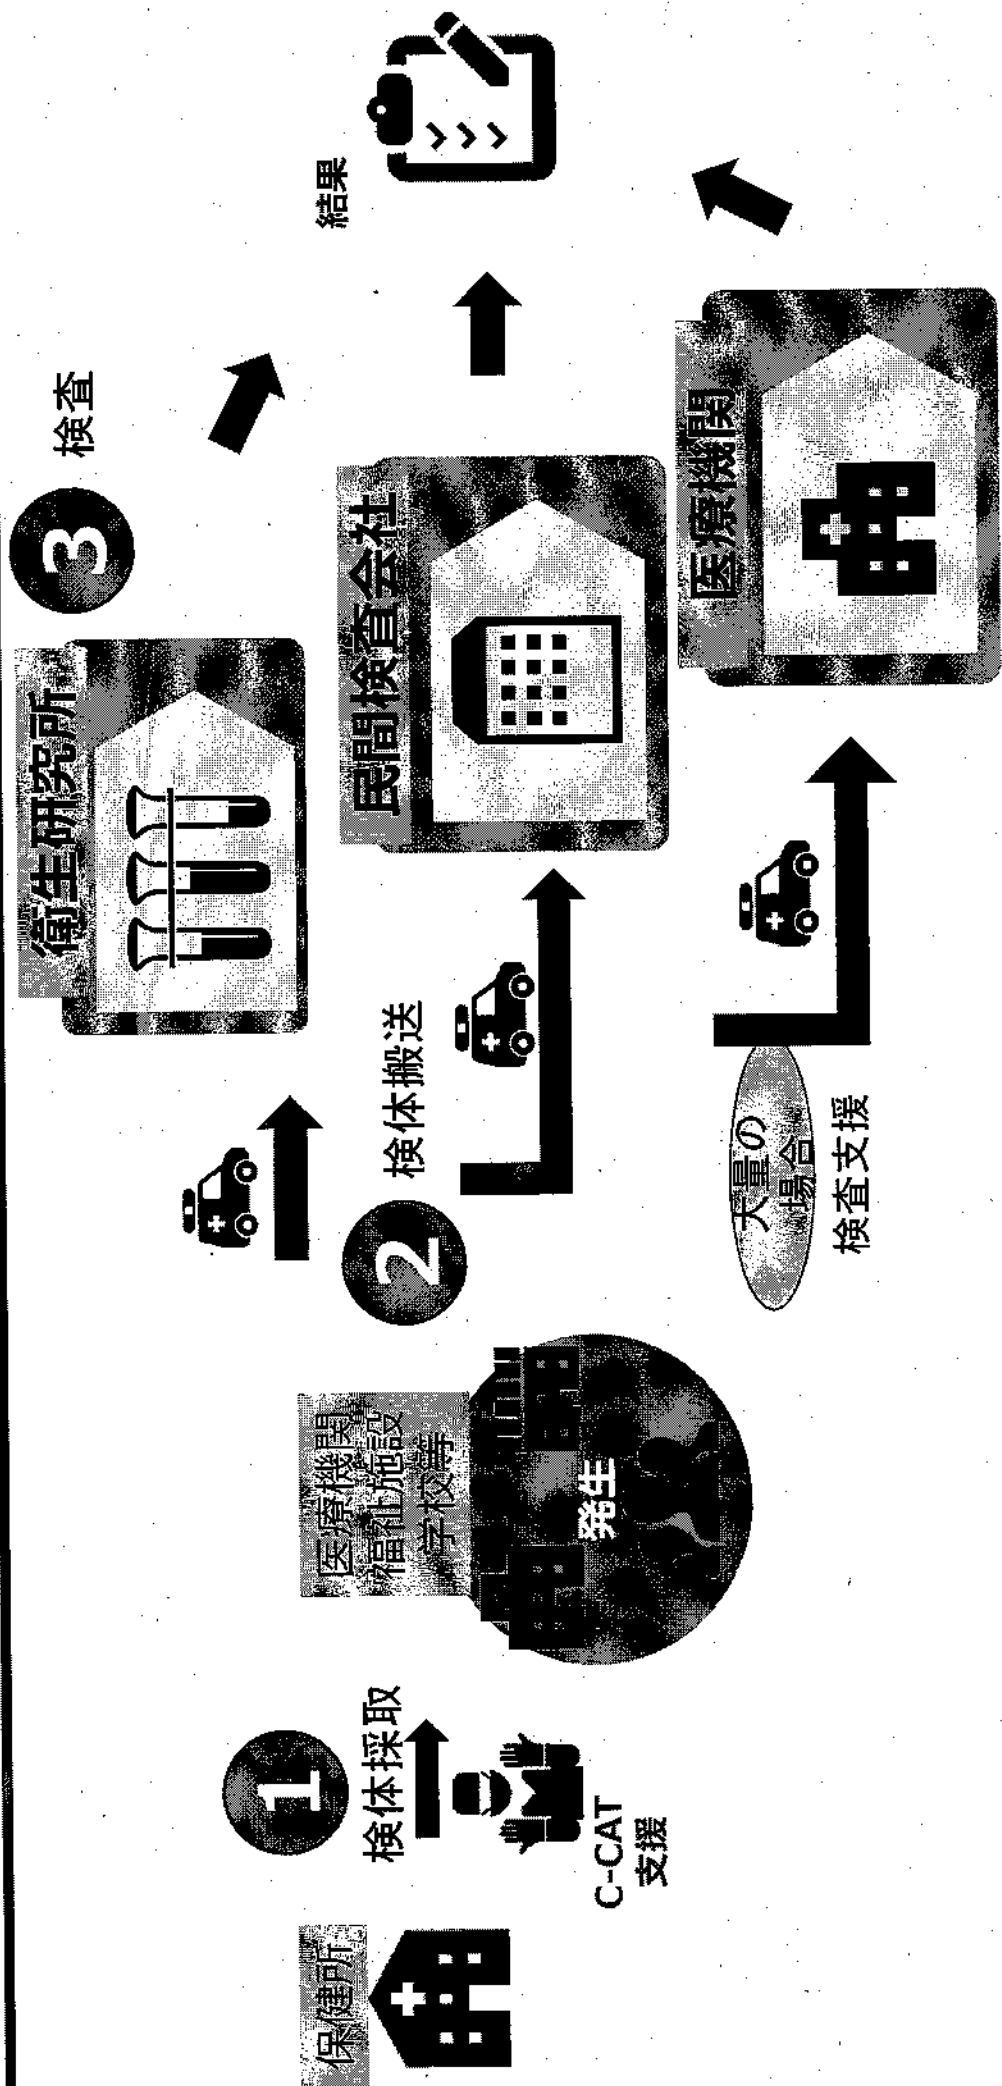 保健所
1
検体採取
C-CAT
支援
医療機関
福祉施設
学校等
発生
2
検体搬送
大量の
場合
検査支援
衛生研究所
民間検査会社
医療機関
3
検査
結果